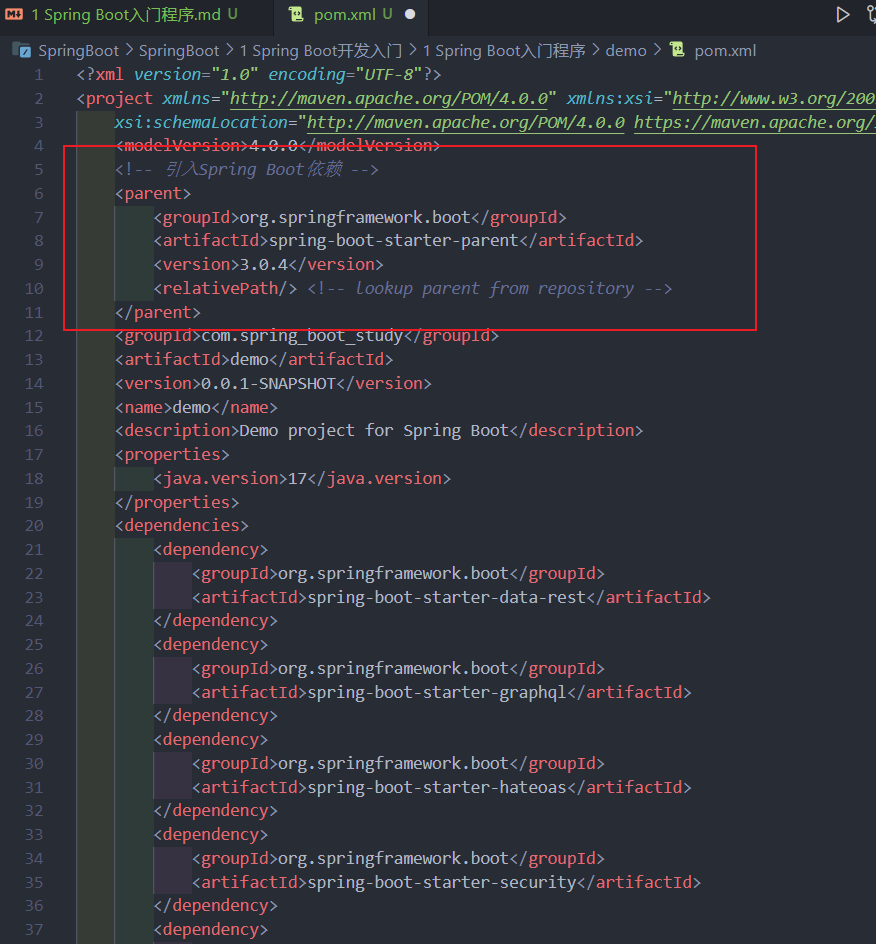 1 Spring Boot入门程序.md U
pom.xml U
SpringBoot > SpringBoot > 1 Spring Boot开发入门 > 1 Spring Boot入门程序 > demo > pom.xml
1 <?xml version="1.0" encoding="UTF-8"?>
2 <project xmlns="http://maven.apache.org/POM/4.0.0" xmlns:xsi="http://www.w3.org/200
3 xsi:schemaLocation="http://maven.apache.org/POM/4.0.0 https://maven.apache.org/
4 <modelVersion>4.0.0</modelVersion>
5 <!-- 引入Spring Boot依赖 -->
6 <parent>
7 <groupId>org.springframework.boot</groupId>
8 <artifactId>spring-boot-starter-parent</artifactId>
9 <version>3.0.4</version>
10 <relativePath/> <!-- lookup parent from repository -->
11 </parent>
12 <groupId>com.spring_boot_study</groupId>
13 <artifactId>demo</artifactId>
14 <version>0.0.1-SNAPSHOT</version>
15 <name>demo</name>
16 <description>Demo project for Spring Boot</description>
17 <properties>
18 <java.version>17</java.version>
19 </properties>
20 <dependencies>
21 <dependency>
22 <groupId>org.springframework.boot</groupId>
23 <artifactId>spring-boot-starter-data-rest</artifactId>
24 </dependency>
25 <dependency>
26 <groupId>org.springframework.boot</groupId>
27 <artifactId>spring-boot-starter-graphql</artifactId>
28 </dependency>
29 <dependency>
30 <groupId>org.springframework.boot</groupId>
31 <artifactId>spring-boot-starter-hateoas</artifactId>
32 </dependency>
33 <dependency>
34 <groupId>org.springframework.boot</groupId>
35 <artifactId>spring-boot-starter-security</artifactId>
36 </dependency>
37 <dependency>